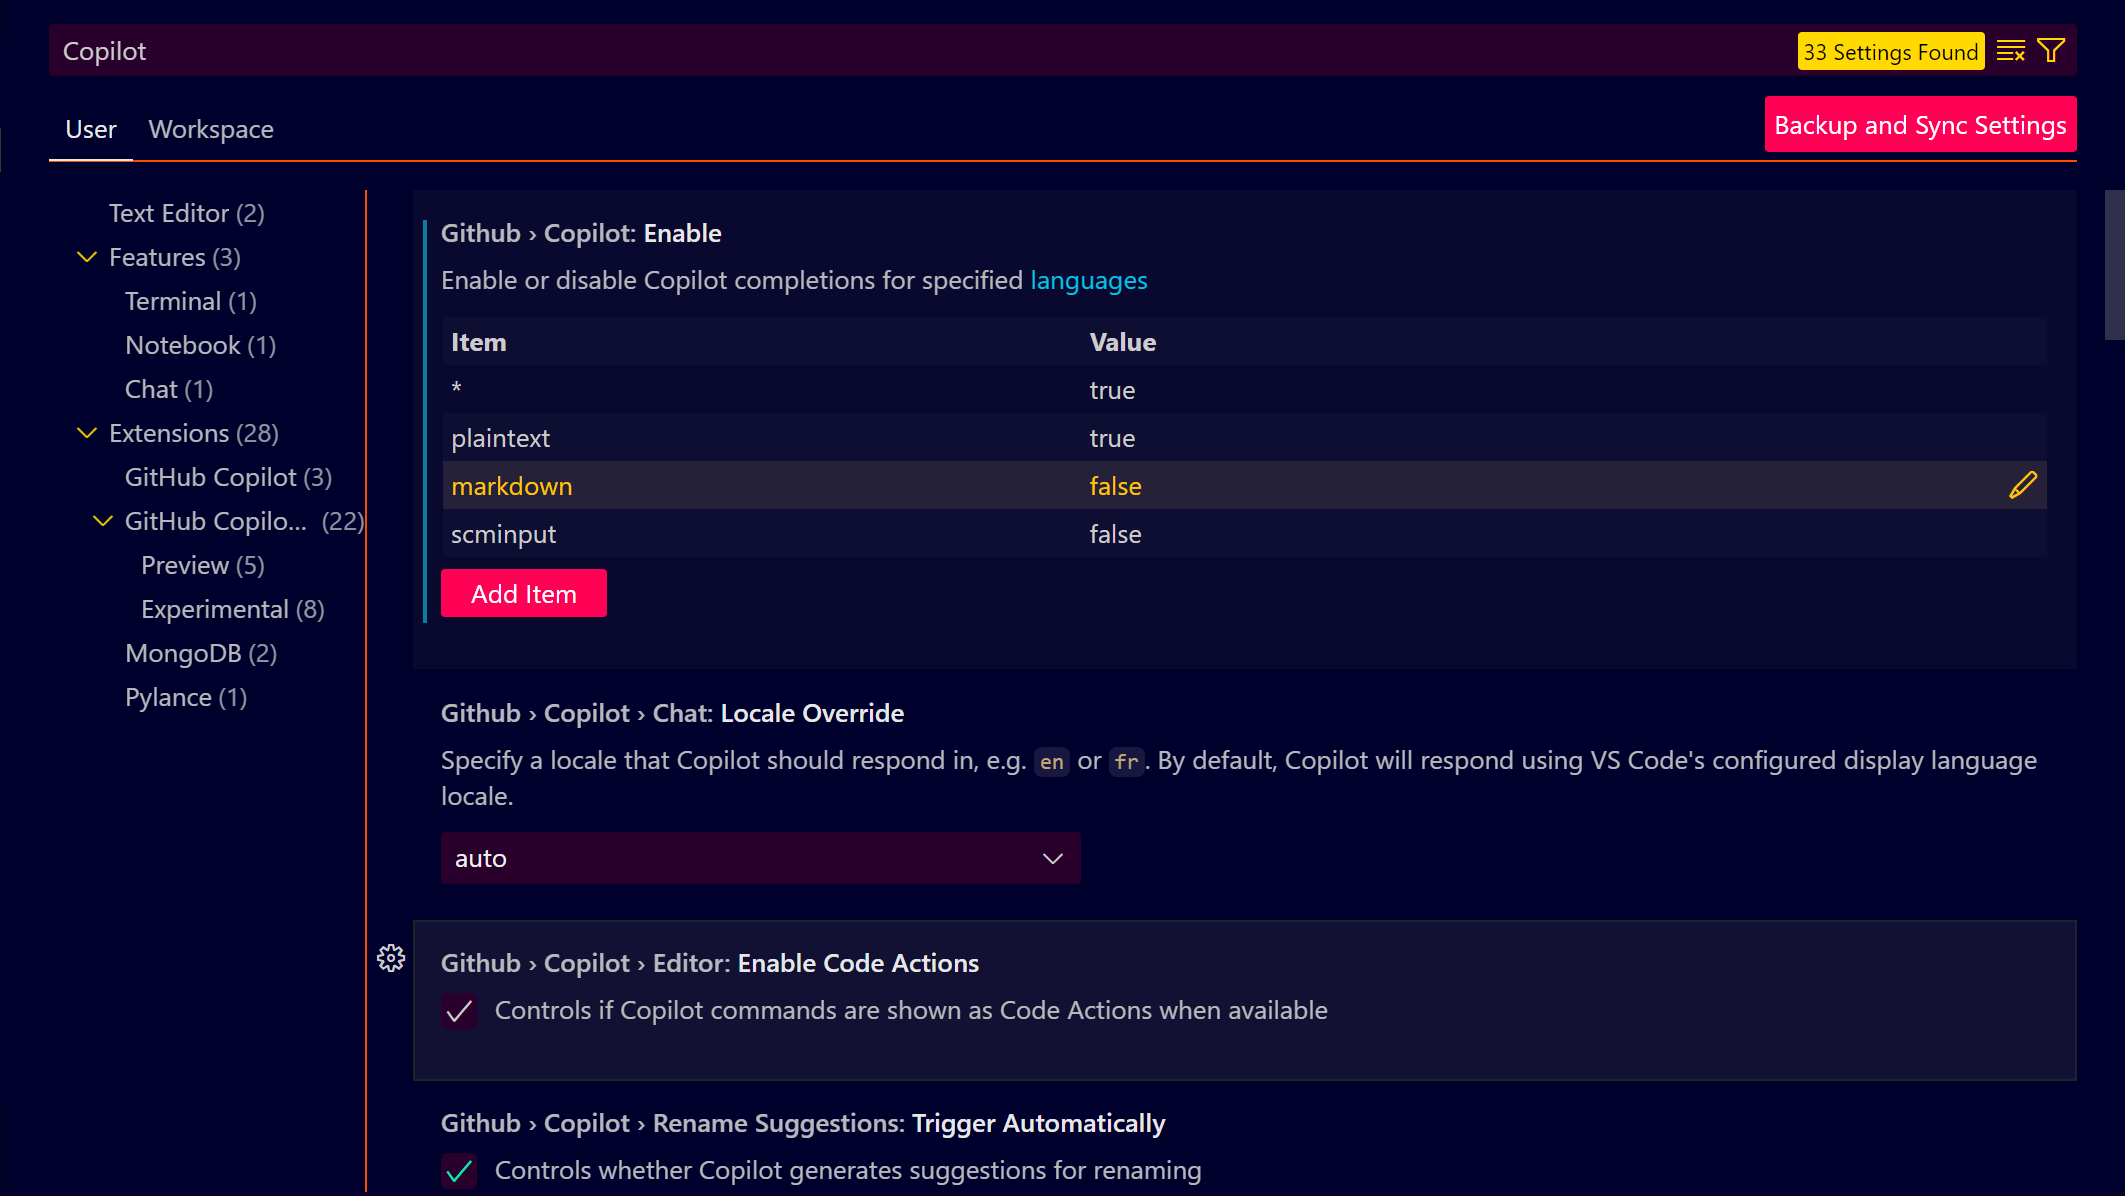 Copilot
33 Settings Found
User Workspace
Backup and Sync Settings
Text Editor (2)
Features (3)
Terminal (1)
Notebook (1)
Chat (1)
Extensions (28)
GitHub Copilot (3)
GitHub Copilo... (22)
Preview (5)
Experimental (8)
MongoDB (2)
Pylance (1)
Github › Copilot: Enable
Enable or disable Copilot completions for specified languages
Item Value
* true
plaintext true
markdown false
scminput false
Add Item
Github › Copilot › Chat: Locale Override
Specify a locale that Copilot should respond in, e.g. en or fr. By default, Copilot will respond using VS Code's configured display language
locale.
auto
Github › Copilot › Editor: Enable Code Actions
Controls if Copilot commands are shown as Code Actions when available
Github › Copilot › Rename Suggestions: Trigger Automatically
Controls whether Copilot generates suggestions for renaming